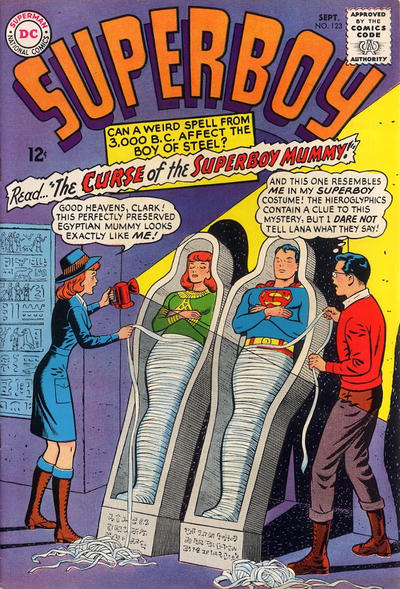 SUPERMAN
DC
NATIONAL COMICS
SEPT.
NO. 123
APPROVED
BY THE
COMICS
CODE
CA
AUTHORITY
SUPERBOY
12¢
CAN A WEIRD SPELL FROM
3,000 B.C. AFFECT THE
BOY OF STEEL?
Read... "The CURSE of the SUPERBOY MUMMY!"
GOOD HEAVENS, CLARK!
THIS PERFECTLY PRESERVED
EGYPTIAN MUMMY LOOKS
EXACTLY LIKE ME!
AND THIS ONE RESEMBLES
ME IN MY SUPERBOY
COSTUME! THE HIEROGLYPHICS
CONTAIN A CLUE TO THIS
MYSTERY, BUT I DARE NOT
TELL LANA WHAT THEY SAY!
S